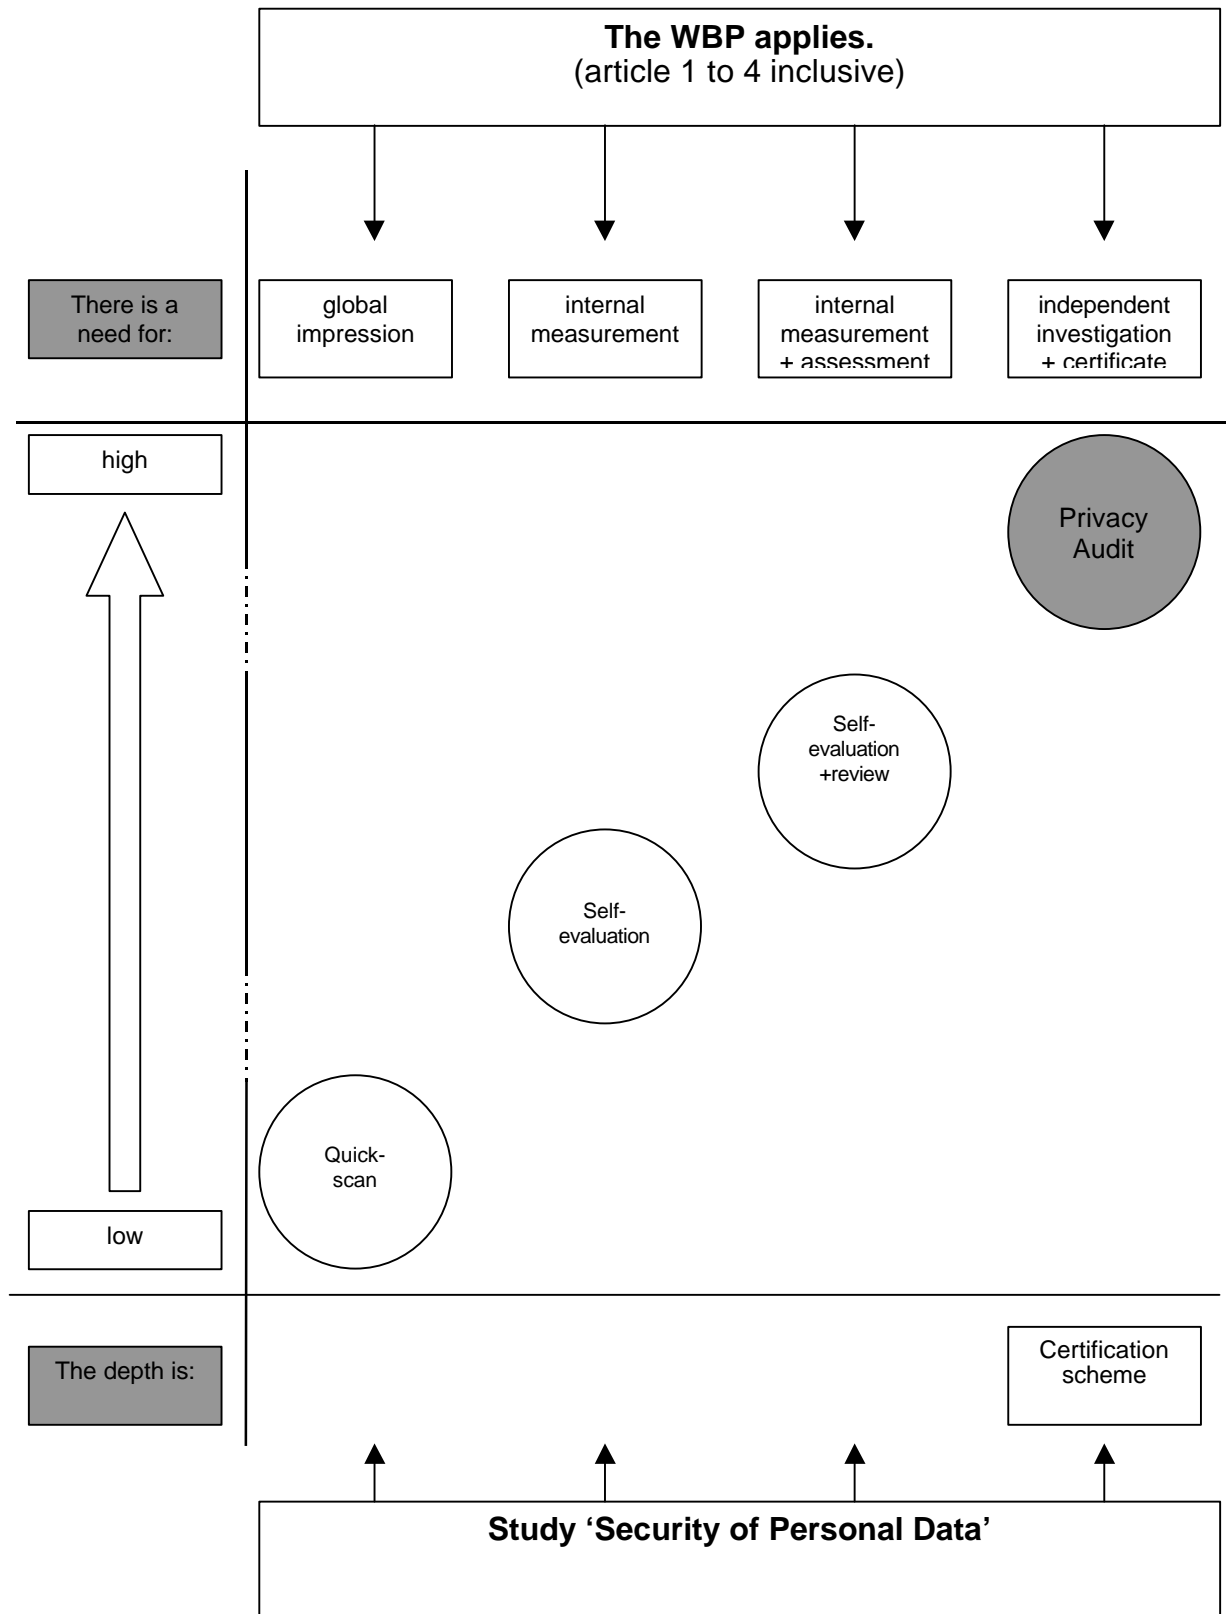 The WBP applies.
(article 1 to 4 inclusive)
There is a
need for:
global
impression
internal
measurement
internal
measurement
+ assessment
independent
investigation
+ certificate
high
Privacy
Audit
Self-
evaluation
+review
Self-
evaluation
Quick-
scan
low
The depth is:
Certification
scheme
Study ‘Security of Personal Data’